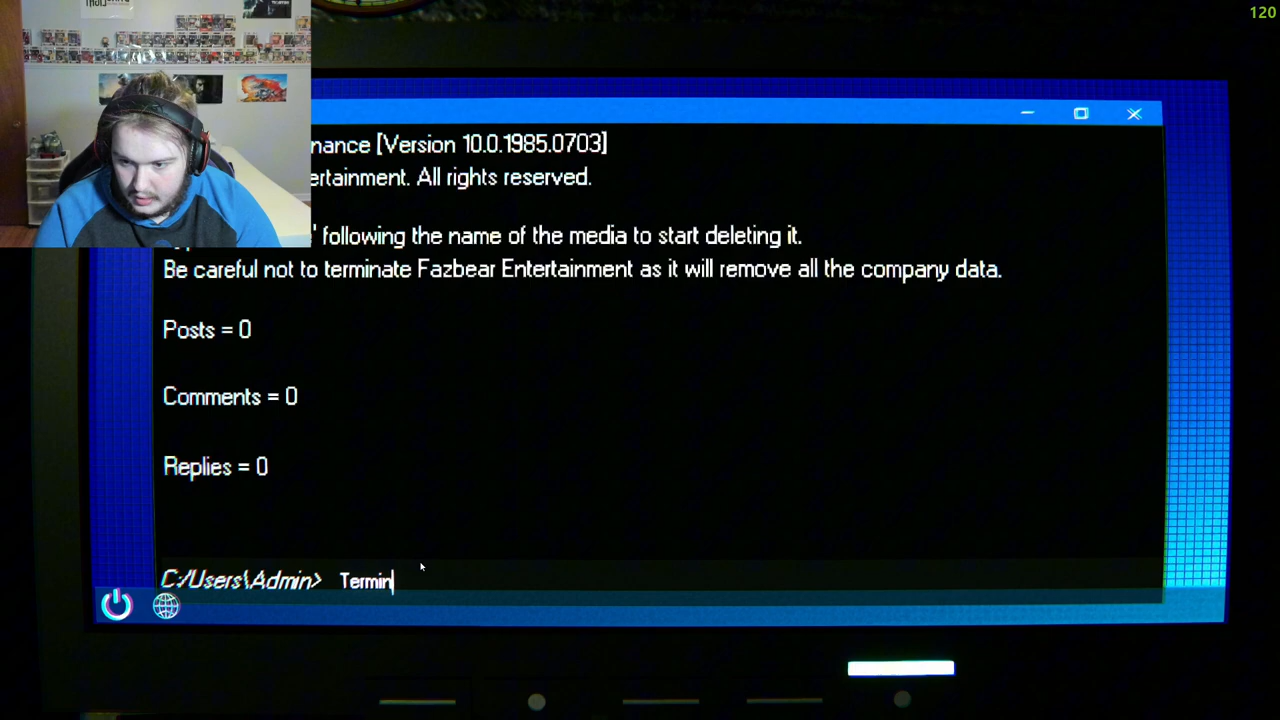 120
nance [Version 10.0.1985.0703]
ertainment. All rights reserved.
' following the name of the media to start deleting it.
Be careful not to terminate Fazbear Entertainment as it will remove all the company data.
Posts = 0
Comments = 0
Replies = 0
C:/Users\Admin> Termin